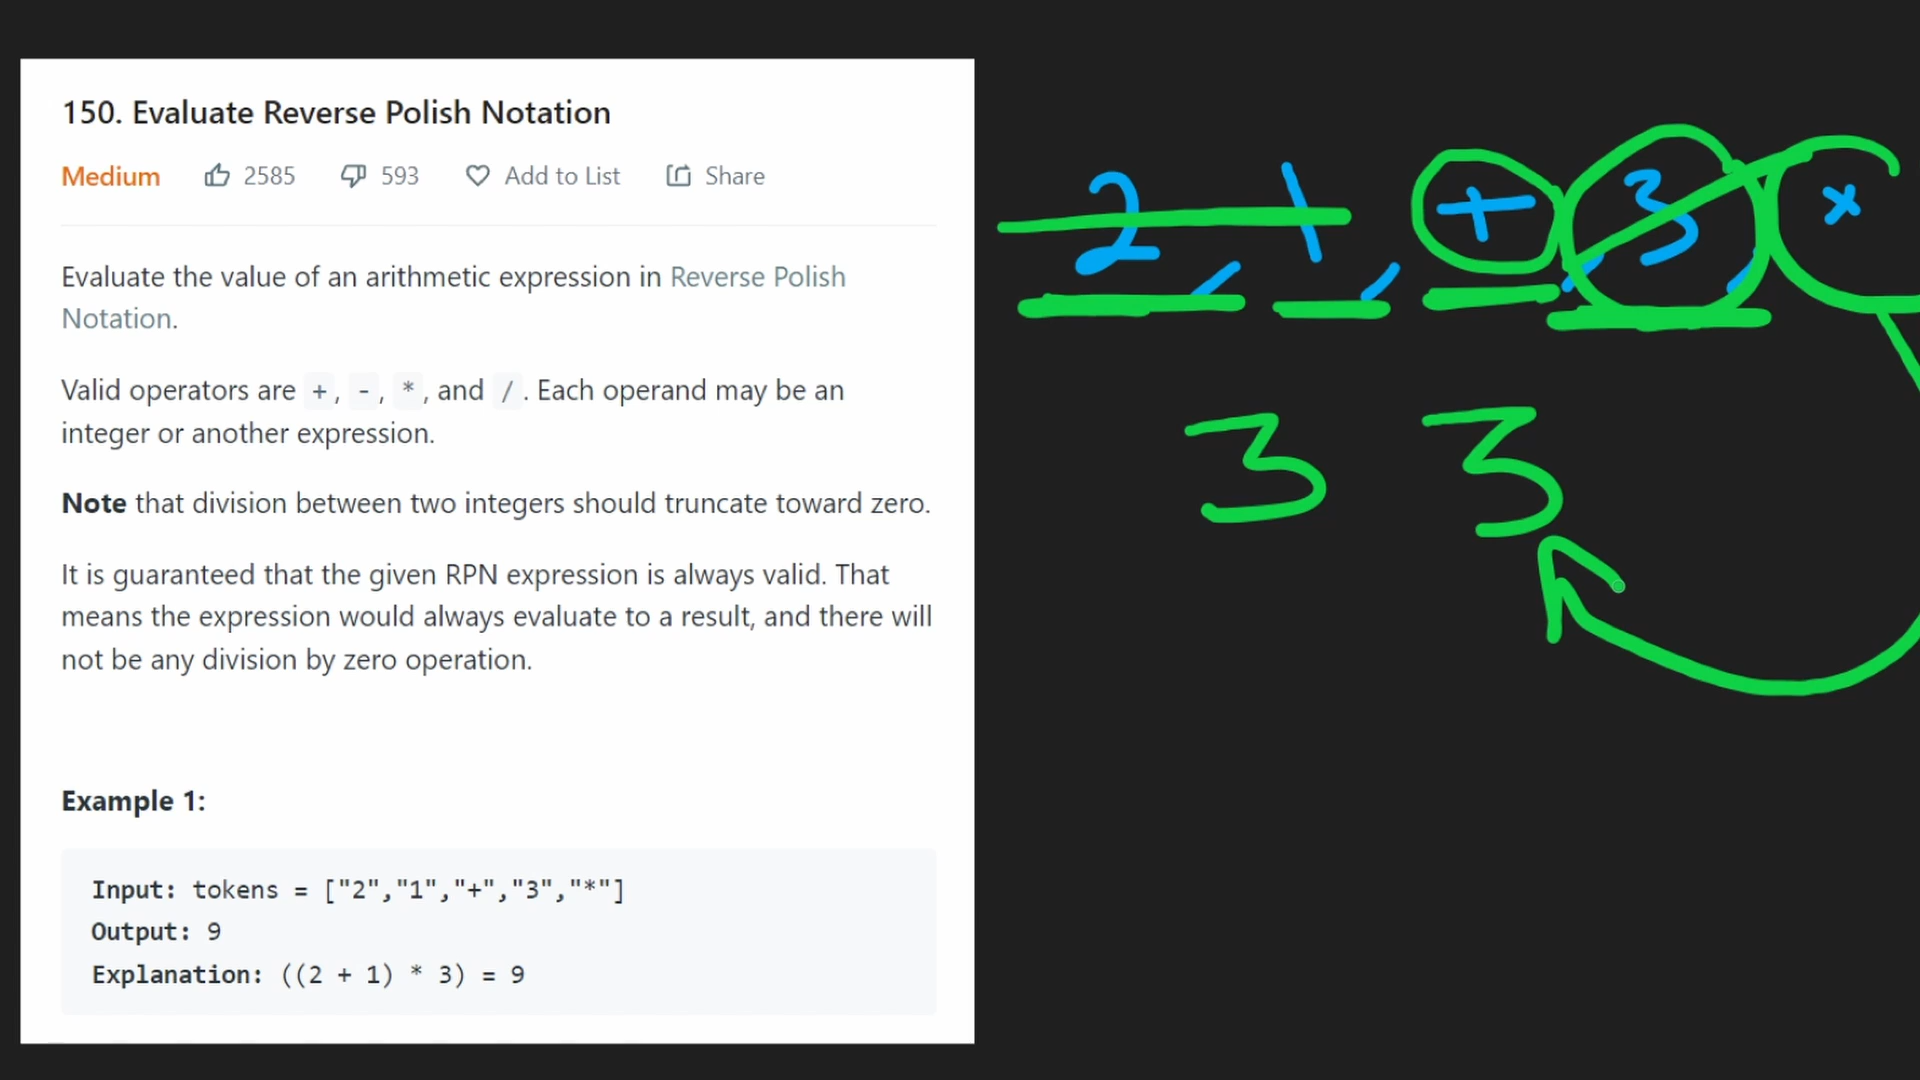 150. Evaluate Reverse Polish Notation
Medium 2585 593 Add to List Share
Evaluate the value of an arithmetic expression in Reverse Polish
Notation.
Valid operators are +, -, *, and /. Each operand may be an
integer or another expression.
Note that division between two integers should truncate toward zero.
It is guaranteed that the given RPN expression is always valid. That
means the expression would always evaluate to a result, and there will
not be any division by zero operation.
Example 1:
Input: tokens = ["2","1","+","3","*"]
Output: 9
Explanation: ((2 + 1) * 3) = 9
2, 1, +, 3, *
3 3